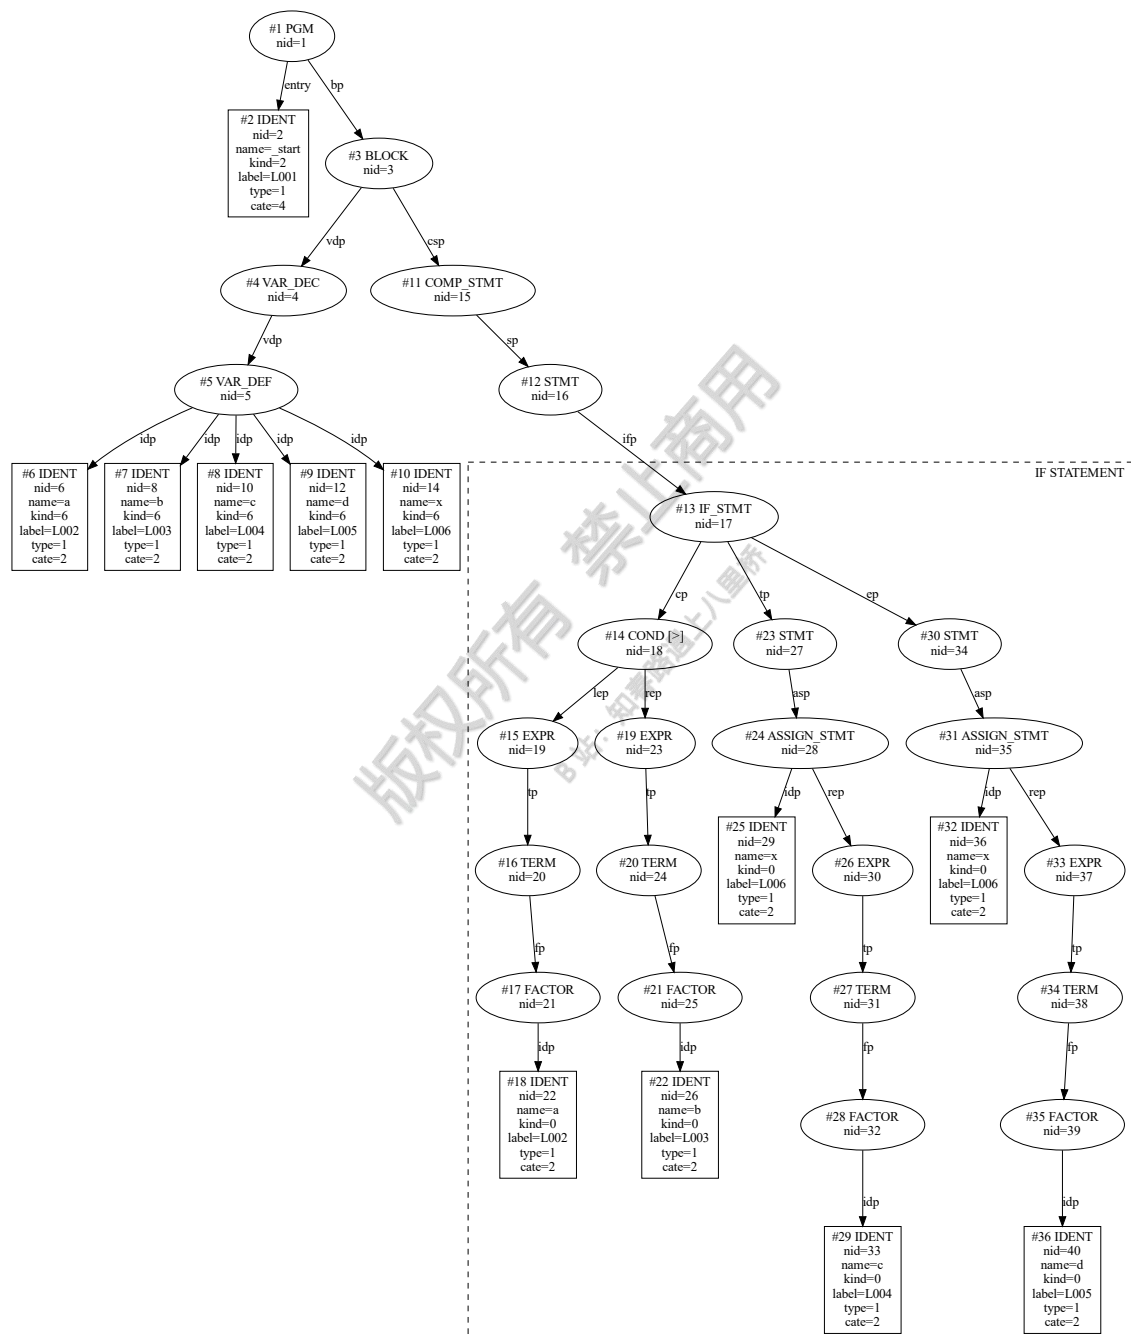 #1 PGM
nid=1
entry
bp
#2 IDENT
nid=2
name=_start
kind=2
label=L001
type=1
cate=4
#3 BLOCK
nid=3
vdp
csp
#4 VAR_DEC
nid=4
#11 COMP_STMT
nid=15
vdp
sp
#5 VAR_DEF
nid=5
#12 STMT
nid=16
idp
idp
idp
idp
idp
ifp
#6 IDENT
nid=6
name=a
kind=6
label=L002
type=1
cate=2
#7 IDENT
nid=8
name=b
kind=6
label=L003
type=1
cate=2
#8 IDENT
nid=10
name=c
kind=6
label=L004
type=1
cate=2
#9 IDENT
nid=12
name=d
kind=6
label=L005
type=1
cate=2
#10 IDENT
nid=14
name=x
kind=6
label=L006
type=1
cate=2
IF STATEMENT
#13 IF_STMT
nid=17
cp
tp
ep
#14 COND [>]
nid=18
#23 STMT
nid=27
#30 STMT
nid=34
lep
rep
asp
asp
#15 EXPR
nid=19
#19 EXPR
nid=23
#24 ASSIGN_STMT
nid=28
#31 ASSIGN_STMT
nid=35
tp
tp
idp
rep
idp
rep
#16 TERM
nid=20
#20 TERM
nid=24
#25 IDENT
nid=29
name=x
kind=0
label=L006
type=1
cate=2
#26 EXPR
nid=30
#32 IDENT
nid=36
name=x
kind=0
label=L006
type=1
cate=2
#33 EXPR
nid=37
fp
fp
tp
tp
#17 FACTOR
nid=21
#21 FACTOR
nid=25
#27 TERM
nid=31
#34 TERM
nid=38
idp
idp
fp
fp
#18 IDENT
nid=22
name=a
kind=0
label=L002
type=1
cate=2
#22 IDENT
nid=26
name=b
kind=0
label=L003
type=1
cate=2
#28 FACTOR
nid=32
#35 FACTOR
nid=39
idp
idp
#29 IDENT
nid=33
name=c
kind=0
label=L004
type=1
cate=2
#36 IDENT
nid=40
name=d
kind=0
label=L005
type=1
cate=2
版权所有 禁止商用
B站: 知春路遇上八里桥